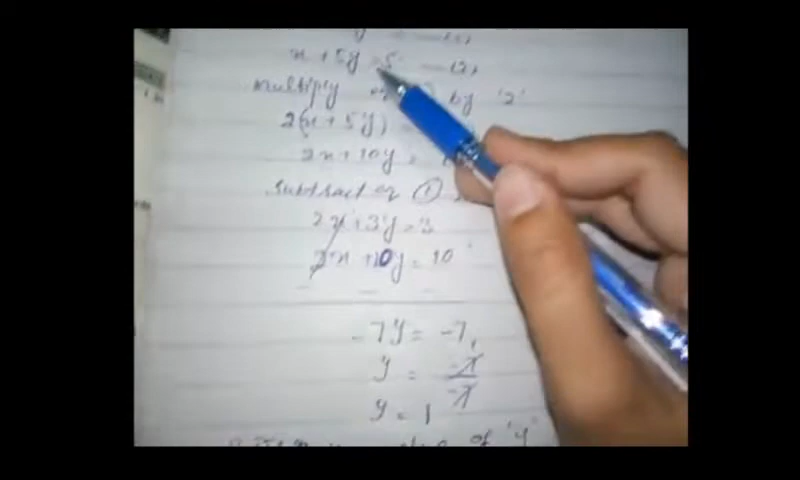 x + 5y = 5 — (2)
multiply by '2'
2(x + 5y) =
2x + 10y =
subtract ①
2x + 3y = 3
2x + 10y = 10
- - -
-7y = -7
y = -7/-7
y = 1
of 'y'